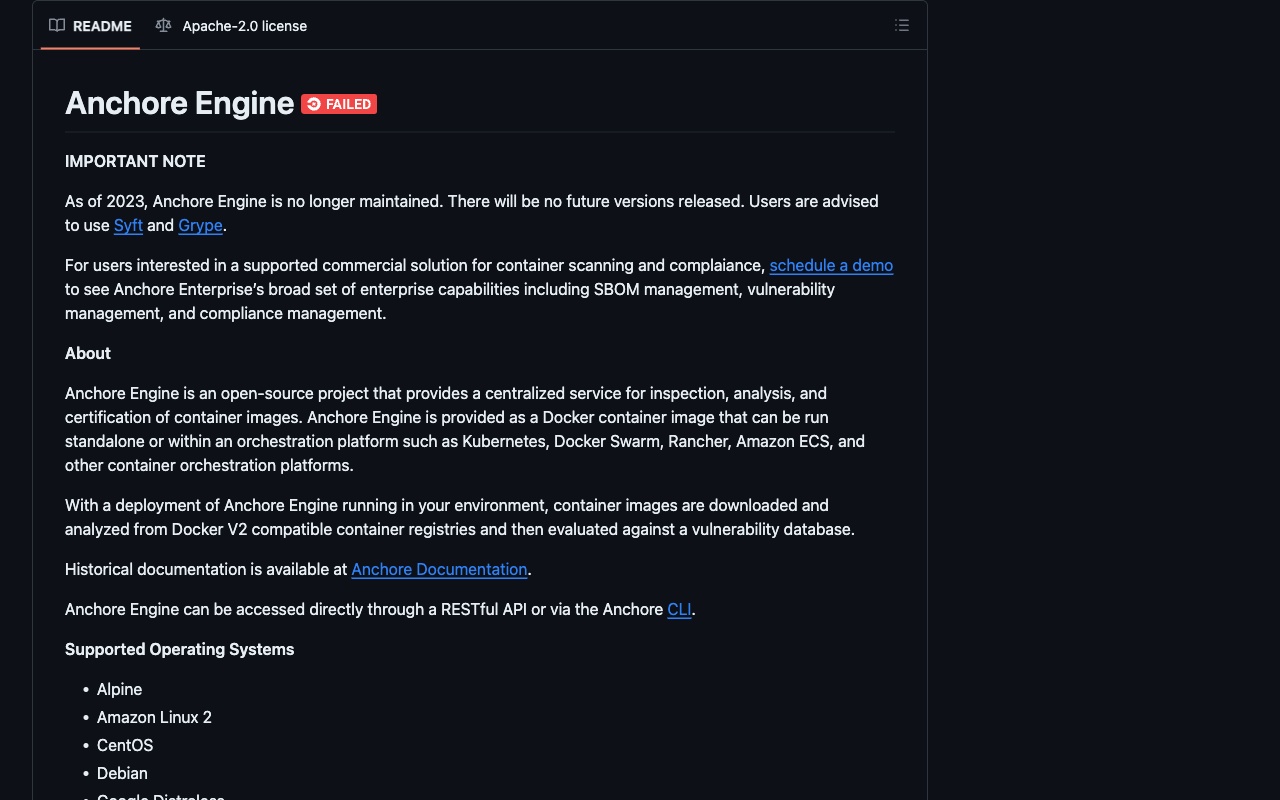 README
Apache-2.0 license
Anchore Engine FAILED
IMPORTANT NOTE
As of 2023, Anchore Engine is no longer maintained. There will be no future versions released. Users are advised
to use Syft and Grype.
For users interested in a supported commercial solution for container scanning and complaiance, schedule a demo
to see Anchore Enterprise’s broad set of enterprise capabilities including SBOM management, vulnerability
management, and compliance management.
About
Anchore Engine is an open-source project that provides a centralized service for inspection, analysis, and
certification of container images. Anchore Engine is provided as a Docker container image that can be run
standalone or within an orchestration platform such as Kubernetes, Docker Swarm, Rancher, Amazon ECS, and
other container orchestration platforms.
With a deployment of Anchore Engine running in your environment, container images are downloaded and
analyzed from Docker V2 compatible container registries and then evaluated against a vulnerability database.
Historical documentation is available at Anchore Documentation.
Anchore Engine can be accessed directly through a RESTful API or via the Anchore CLI.
Supported Operating Systems
• Alpine
• Amazon Linux 2
• CentOS
• Debian
• Google Distroless